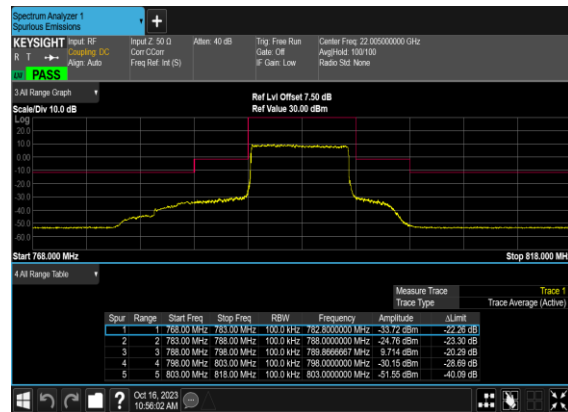 Spectrum Analyzer 1
Spurious Emissions
+
KEYSIGHT Input: RF Input Z: 50 Ω Atten: 40 dB Trig: Free Run Center Freq: 22.005000000 GHz
R T Coupling: DC Corr CCorr Gate: Off Avg|Hold: 100/100
Align: Auto Freq Ref: Int (S) IF Gain: Low Radio Std: None
PASS
3 All Range Graph
Ref Lvl Offset 7.50 dB
Scale/Div 10.0 dB Ref Value 30.00 dBm
Log
20.0
10.0
0.00
-10.0
-20.0
-30.0
-40.0
-50.0
-60.0
Start 768.000 MHz Stop 818.000 MHz
4 All Range Table
Measure Trace Trace 1
Trace Type Trace Average (Active)
Spur Range Start Freq Stop Freq RBW Frequency Amplitude ΔLimit
1 1 768.00 MHz 783.00 MHz 100.0 kHz 782.8000000 MHz -33.72 dBm -22.26 dB
2 2 783.00 MHz 788.00 MHz 100.0 kHz 788.0000000 MHz -24.76 dBm -23.30 dB
3 3 788.00 MHz 798.00 MHz 100.0 kHz 789.8666667 MHz 9.714 dBm -20.29 dB
4 4 798.00 MHz 803.00 MHz 100.0 kHz 798.0000000 MHz -30.15 dBm -28.69 dB
5 5 803.00 MHz 818.00 MHz 100.0 kHz 803.0000000 MHz -51.55 dBm -40.09 dB
? Oct 16, 2023
10:56:02 AM